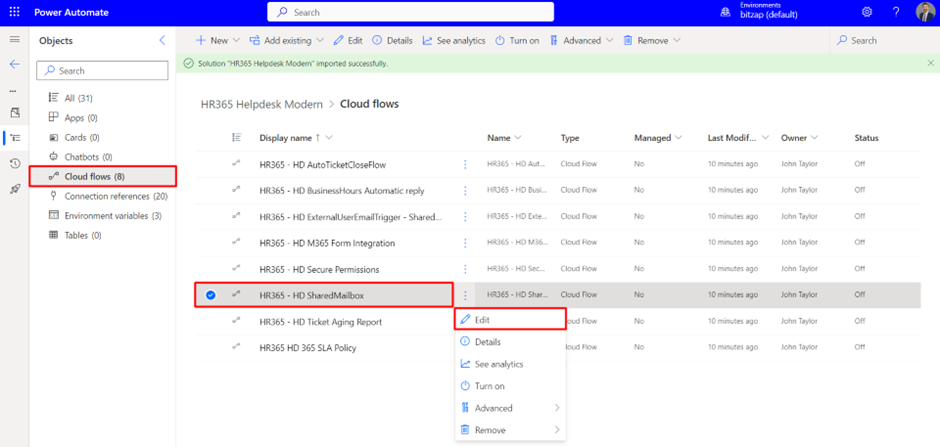 Power Automate
Search
Environments
bitzap (default)
?
Objects
New
Add existing
Edit
Details
See analytics
Turn on
Advanced
Remove
Search
Search
Solution "HR365 Helpdesk Modern" imported successfully.
All (31)
Apps (0)
Cards (0)
Chatbots (0)
Cloud flows (8)
Connection references (20)
Environment variables (3)
Tables (0)
HR365 Helpdesk Modern > Cloud flows
Display name ↑ Name Type Managed Last Modif... Owner Status
HR365 - HD AutoTicketCloseFlow HR365 - HD Aut... Cloud Flow No 10 minutes ago John Taylor Off
HR365 - HD BusinessHours Automatic reply HR365 - HD Busi... Cloud Flow No 10 minutes ago John Taylor Off
HR365 - HD ExternalUserEmailTrigger - Shared... HR365 - HD Exte... Cloud Flow No 10 minutes ago John Taylor Off
HR365 - HD M365 Form Integration HR365 - HD M36... Cloud Flow No 10 minutes ago John Taylor Off
HR365 - HD Secure Permissions HR365 - HD Sec... Cloud Flow No 10 minutes ago John Taylor Off
HR365 - HD SharedMailbox HR365 - HD Shar... Cloud Flow No 10 minutes ago John Taylor Off
HR365 - HD Ticket Aging Report loud Flow No 10 minutes ago John Taylor Off
HR365 HD 365 SLA Policy loud Flow No 10 minutes ago John Taylor Off
Edit
Details
See analytics
Turn on
Advanced
Remove